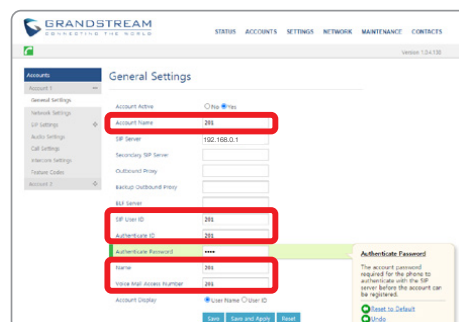 GRANDSTREAM
CONNECTING THE WORLD
STATUS ACCOUNTS SETTINGS NETWORK MAINTENANCE CONTACTS
Version 1.0.4.138
Accounts
General Settings
Account 1
General Settings
Network Settings
SIP Settings
Audio Settings
Call Settings
Intercom Settings
Feature Codes
Account 2
Account Active No Yes
Account Name 201
SIP Server 192.168.0.1
Secondary SIP Server
Outbound Proxy
Backup Outbound Proxy
BLF Server
SIP User ID 201
Authenticate ID 201
Authenticate Password ••••
Name 201
Voice Mail Access Number 201
Account Display User Name User ID
Save Save and Apply Reset
Authenticate Password
The account password
required for the phone to
authenticate with the SIP
server before the account can
be registered.
Reset to Default
Undo